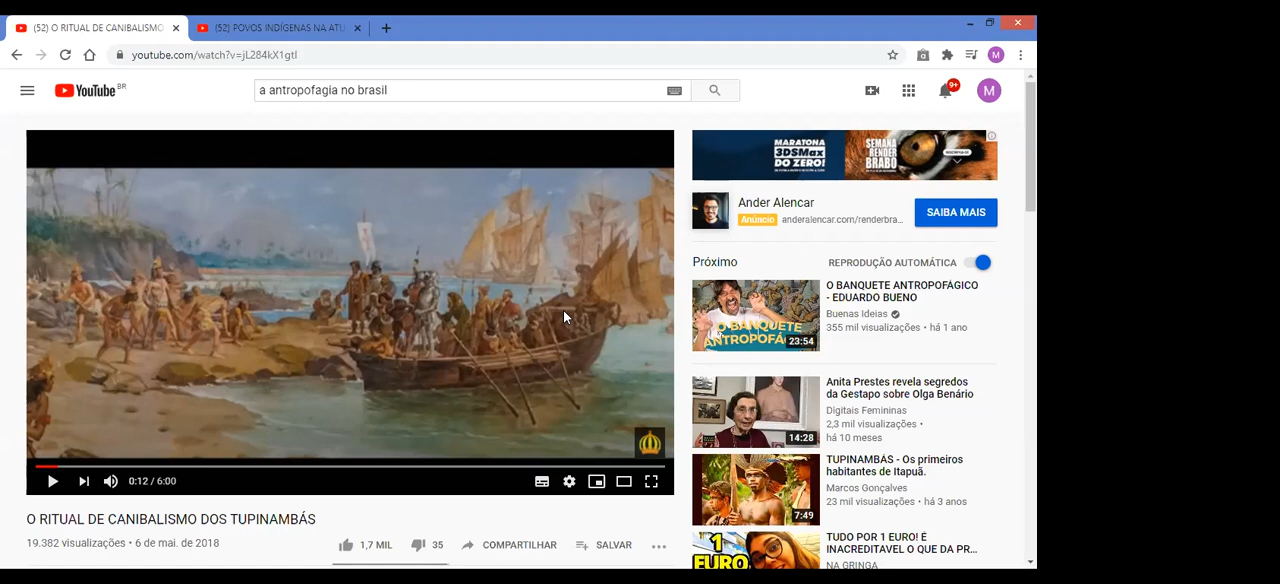 (52) O RITUAL DE CANIBALISMO
(52) POVOS INDÍGENAS NA ATU
youtube.com/watch?v=jL284kX1gtI
YouTube BR
a antropofagia no brasil
9+
M
MARATONA
3DSMax
DO ZERO!
SEMANA
RENDER
BRABO
Ander Alencar
Anúncio anderalencar.com/renderbra...
SAIBA MAIS
Próximo
REPRODUÇÃO AUTOMÁTICA
O BANQUETE
ANTROPOFÁ
23:54
O BANQUETE ANTROPOFÁGICO
- EDUARDO BUENO
Buenas Ideias
355 mil visualizações • há 1 ano
14:28
Anita Prestes revela segredos
da Gestapo sobre Olga Benário
Digitais Femininas
2,3 mil visualizações •
há 10 meses
7:49
TUPINAMBÁS - Os primeiros
habitantes de Itapuã.
Marcos Gonçalves
23 mil visualizações • há 3 anos
1
EURO
TUDO POR 1 EURO! É
INACREDITAVEL O QUE DA PR...
NA GRINGA
0:12 / 6:00
O RITUAL DE CANIBALISMO DOS TUPINAMBÁS
19.382 visualizações • 6 de mai. de 2018
1,7 MIL
35
COMPARTILHAR
SALVAR